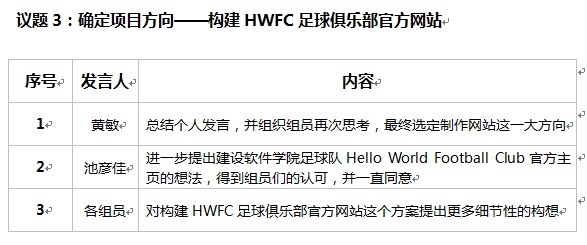 议题 3：确定项目方向——构建 HWFC 足球俱乐部官方网站
序号 发言人 内容
1 黄敏 总结个人发言，并组织组员再次思考，最终选定制作网站这一大方向
2 池彦佳 进一步提出建设软件学院足球队 Hello World Football Club 官方主
页的想法，得到组员们的认可，并一直同意
3 各组员 对构建 HWFC 足球俱乐部官方网站这个方案提出更多细节性的构想